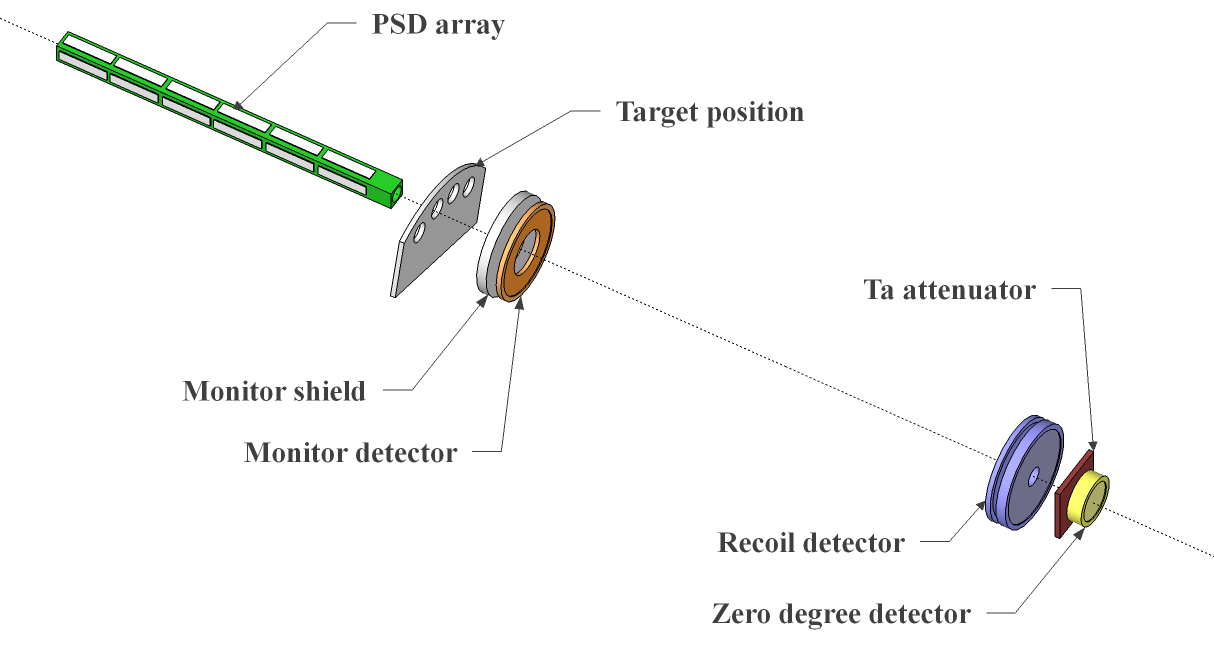 PSD array
Target position
Ta attenuator
Monitor shield
Monitor detector
Recoil detector
Zero degree detector